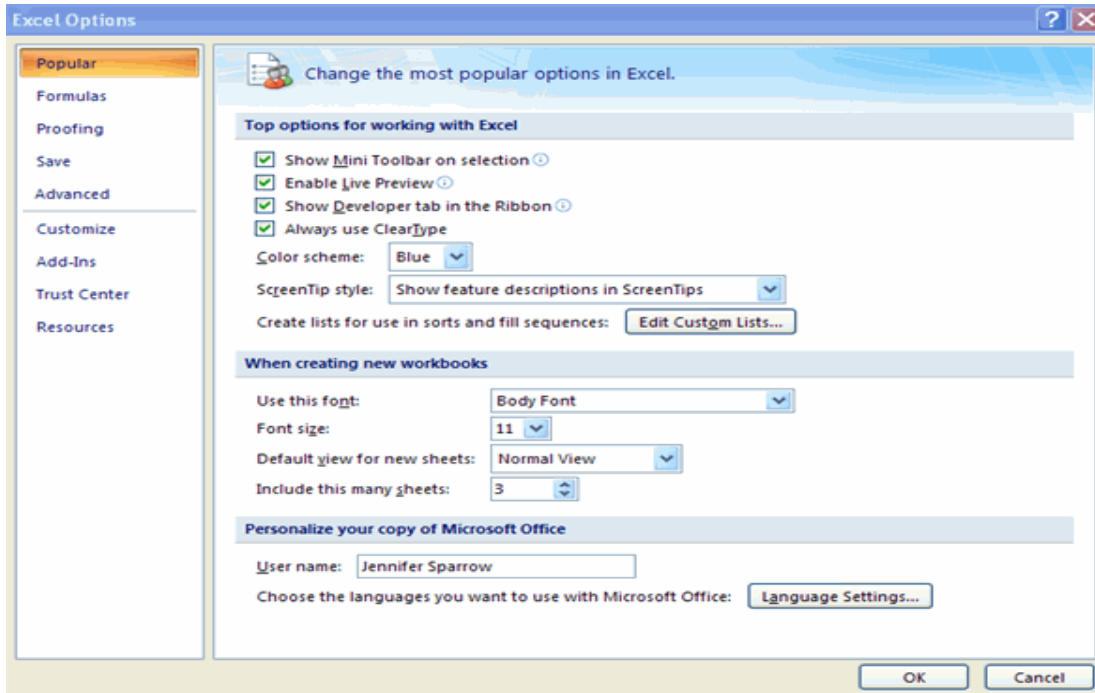 Excel Options
Popular
Formulas
Proofing
Save
Advanced
Customize
Add-Ins
Trust Center
Resources
Change the most popular options in Excel.
Top options for working with Excel
Show Mini Toolbar on selection
Enable Live Preview
Show Developer tab in the Ribbon
Always use ClearType
Color scheme: Blue
ScreenTip style: Show feature descriptions in ScreenTips
Create lists for use in sorts and fill sequences: Edit Custom Lists...
When creating new workbooks
Use this font: Body Font
Font size: 11
Default view for new sheets: Normal View
Include this many sheets: 3
Personalize your copy of Microsoft Office
User name: Jennifer Sparrow
Choose the languages you want to use with Microsoft Office: Language Settings...
OK Cancel